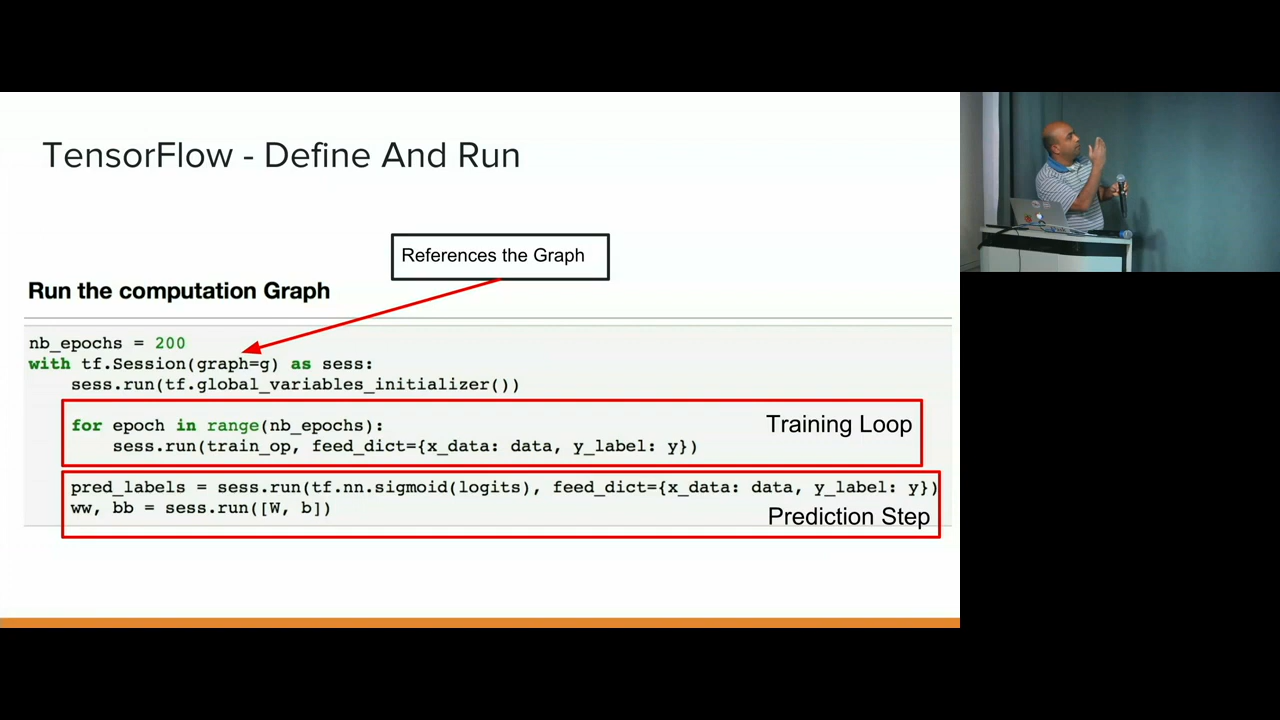 TensorFlow - Define And Run
References the Graph
Run the computation Graph
nb_epochs = 200
with tf.Session(graph=g) as sess:
    sess.run(tf.global_variables_initializer())
    for epoch in range(nb_epochs):
Training Loop
        sess.run(train_op, feed_dict={x_data: data, y_label: y})
    pred_labels = sess.run(tf.nn.sigmoid(logits), feed_dict={x_data: data, y_label: y})
    ww, bb = sess.run([W, b])
Prediction Step